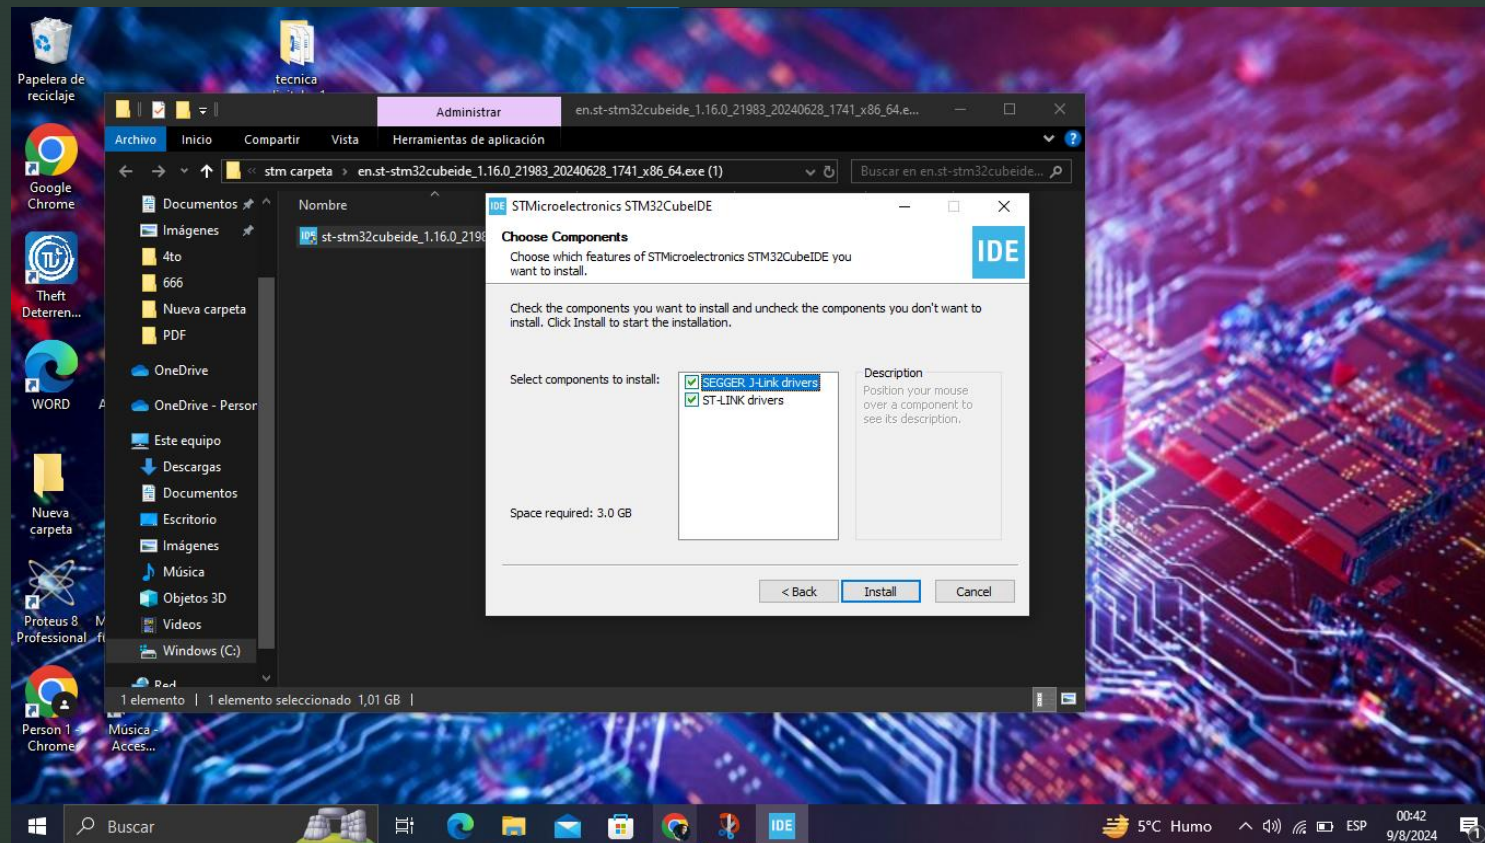 Papelera de
reciclaje
tecnica
Google
Chrome
Theft
Deterren...
WORD
A
Nueva
carpeta
Proteus 8
Professional
M
Person 1 -
Chrome
Música -
Acces...
Administrar
en.st-stm32cubeide_1.16.0_21983_20240628_1741_x86_64.e...
Archivo
Inicio
Compartir
Vista
Herramientas de aplicación
« stm carpeta › en.st-stm32cubeide_1.16.0_21983_20240628_1741_x86_64.exe (1)
Buscar en en.st-stm32cubeide...
Documentos
Imágenes
4to
666
Nueva carpeta
PDF
OneDrive
OneDrive - Person
Este equipo
Descargas
Documentos
Escritorio
Imágenes
Música
Objetos 3D
Videos
Windows (C:)
Red
Nombre
st-stm32cubeide_1.16.0_2198
1 elemento
1 elemento seleccionado 1,01 GB
IDE
STMicroelectronics STM32CubeIDE
Choose Components
Choose which features of STMicroelectronics STM32CubeIDE you
want to install.
IDE
Check the components you want to install and uncheck the components you don't want to
install. Click Install to start the installation.
Select components to install:
SEGGER J-Link drivers
ST-LINK drivers
Description
Position your mouse
over a component to
see its description.
Space required: 3.0 GB
< Back
Install
Cancel
Buscar
IDE
5°C Humo
ESP
00:42
9/8/2024
1